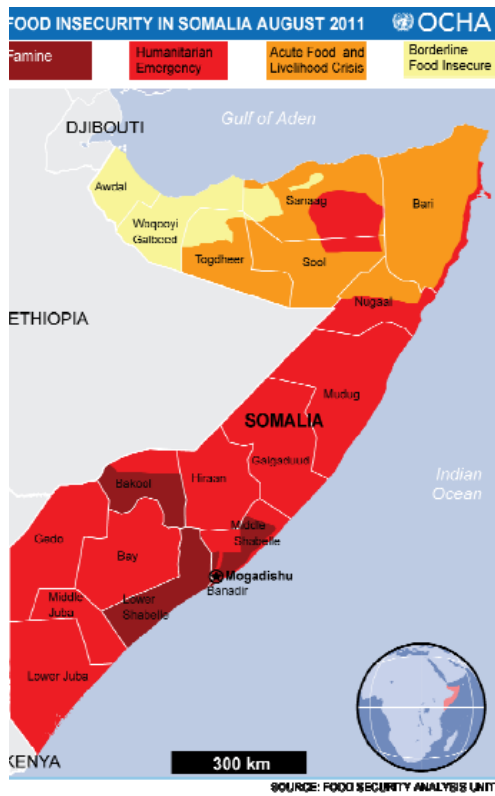 FOOD INSECURITY IN SOMALIA AUGUST 2011
OCHA
Famine
Humanitarian
Emergency
Acute Food and
Livelihood Crisis
Borderline
Food Insecure
DJIBOUTI
Gulf of Aden
Awdal
Sanaag
Bari
Woqooyi
Galbeed
Togdheer
Sool
Nugaal
ETHIOPIA
Mudug
SOMALIA
Galgaduud
Hiraan
Bakool
Indian
Ocean
Middle
Shabelle
Gedo
Bay
Mogadishu
Banadir
Middle
Juba
Lower
Shabelle
Lower Juba
KENYA
300 km
SOURCE: FOOD SECURITY ANALYSIS UNIT